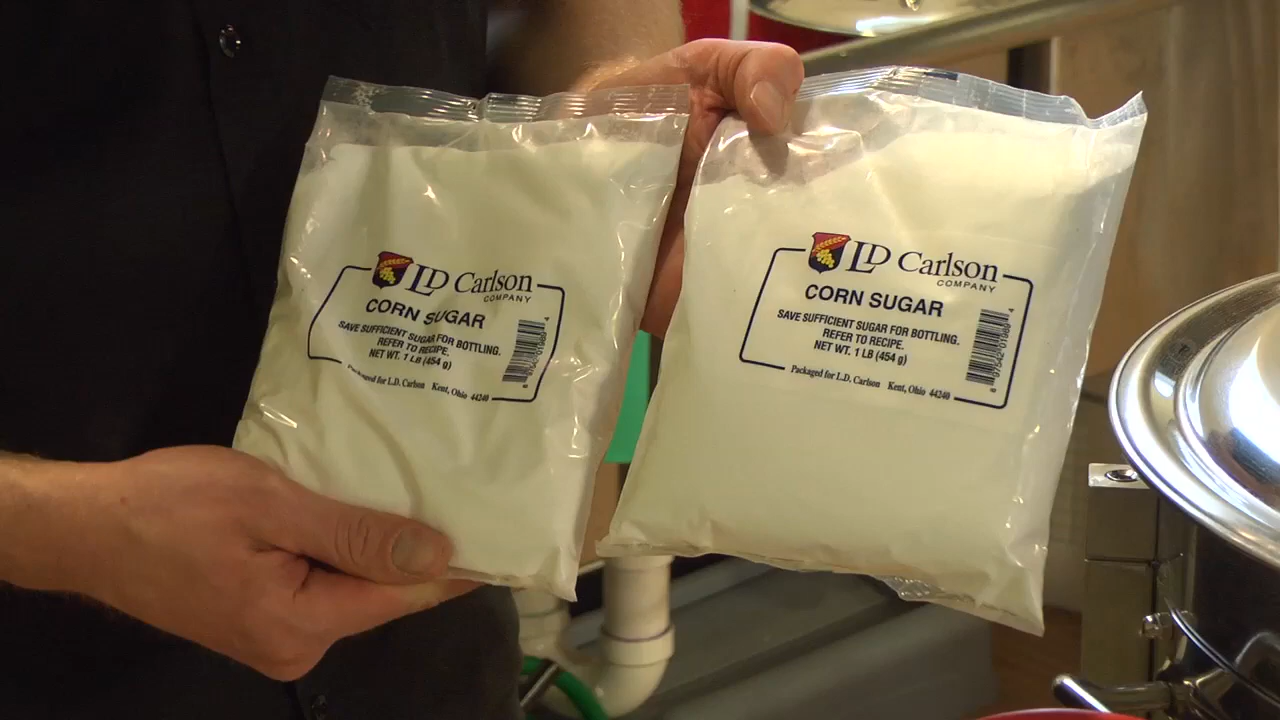 LD Carlson
COMPANY
CORN SUGAR
SAVE SUFFICIENT SUGAR FOR BOTTLING.
REFER TO RECIPE.
NET WT. 1 LB (454 g)
Packaged for L.D. Carlson Kent, Ohio 44240
LD Carlson
COMPANY
CORN SUGAR
SAVE SUFFICIENT SUGAR FOR BOTTLING.
REFER TO RECIPE.
NET WT. 1 LB (454 g)
Packaged for L.D. Carlson Kent, Ohio 44240